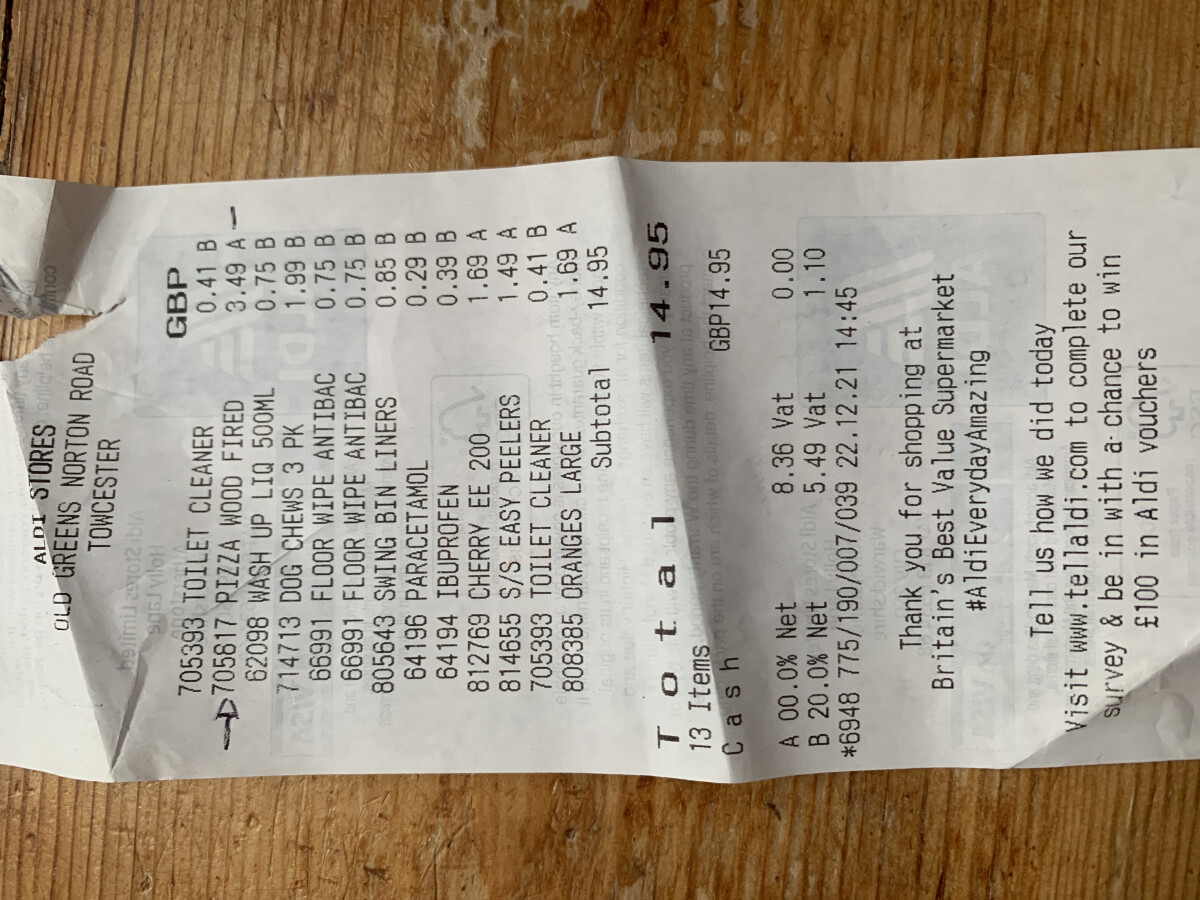 ALDI STORES
OLD GREENS NORTON ROAD
TOWCESTER
GBP
705393 TOILET CLEANER 0.41 B
705617 PIZZA WOOD FIRED 3.49 A
62098 WASH UP LIQ 500ML 0.75 B
714713 DOG CHEWS 3 PK 1.99 B
66991 FLOOR WIPE ANTIBAC 0.75 B
66991 FLOOR WIPE ANTIBAC 0.75 B
805643 SWING BIN LINERS 0.85 B
64196 PARACETAMOL 0.29 B
64194 IBUPROFEN 0.39 B
812769 CHERRY EE 200 1.69 A
814655 S/S EASY PEELERS 1.49 A
705393 TOILET CLEANER 0.41 B
808385 ORANGES LARGE 1.69 A
Subtotal 14.95
Total 14.95
13 Items
Cash GBP14.95
A 00.0% Net 8.36 Vat 0.00
B 20.0% Net 5.49 Vat 1.10
*6948 775/190/007/039 22.12.21 14:45
Thank you for shopping at
Britain's Best Value Supermarket
#AldiEverydayAmazing
Tell us how we did today
Visit www.tellaldi.com to complete our
survey & be in with a chance to win
£100 in Aldi vouchers